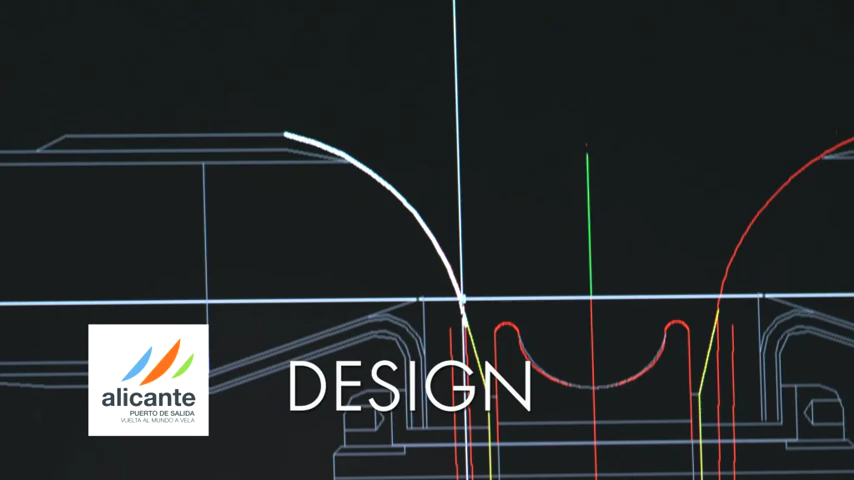 alicante
PUERTO DE SALIDA
VUELTA AL MUNDO A VELA
DESIGN